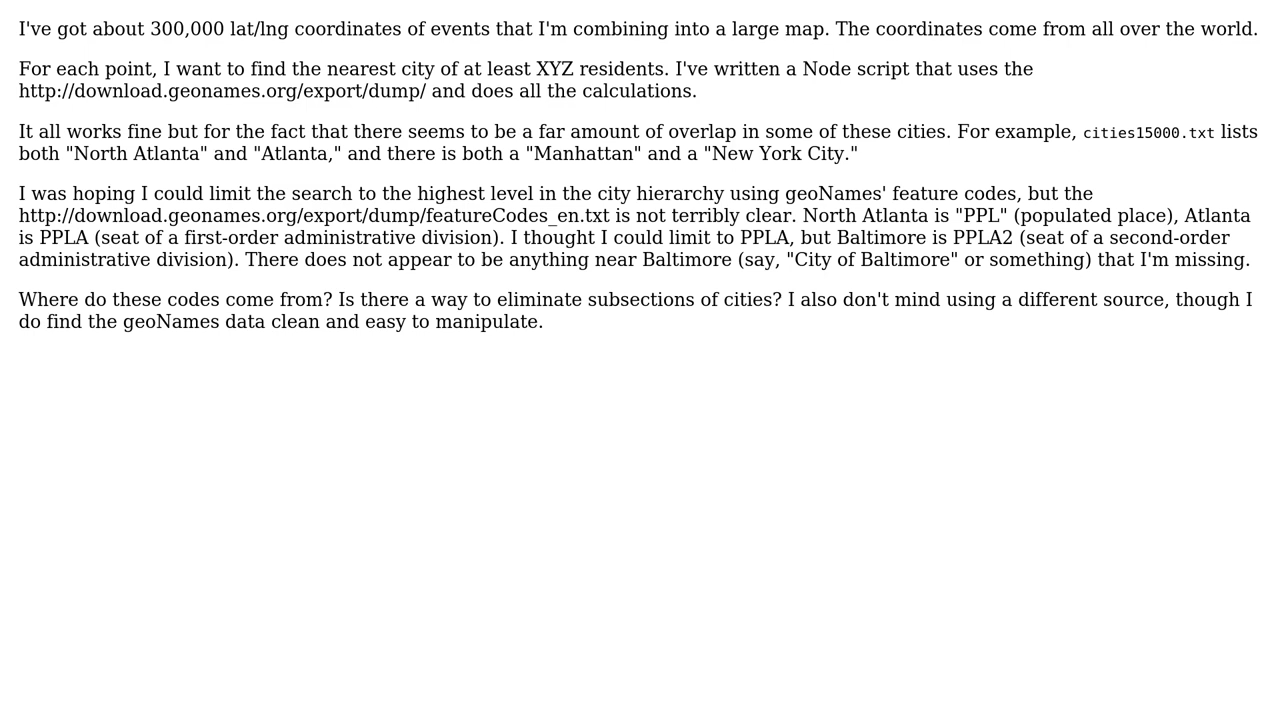 I've got about 300,000 lat/lng coordinates of events that I'm combining into a large map. The coordinates come from all over the world.
For each point, I want to find the nearest city of at least XYZ residents. I've written a Node script that uses the
http://download.geonames.org/export/dump/ and does all the calculations.
It all works fine but for the fact that there seems to be a far amount of overlap in some of these cities. For example, cities15000.txt lists
both "North Atlanta" and "Atlanta," and there is both a "Manhattan" and a "New York City."
I was hoping I could limit the search to the highest level in the city hierarchy using geoNames' feature codes, but the
http://download.geonames.org/export/dump/featureCodes_en.txt is not terribly clear. North Atlanta is "PPL" (populated place), Atlanta
is PPLA (seat of a first-order administrative division). I thought I could limit to PPLA, but Baltimore is PPLA2 (seat of a second-order
administrative division). There does not appear to be anything near Baltimore (say, "City of Baltimore" or something) that I'm missing.
Where do these codes come from? Is there a way to eliminate subsections of cities? I also don't mind using a different source, though I
do find the geoNames data clean and easy to manipulate.